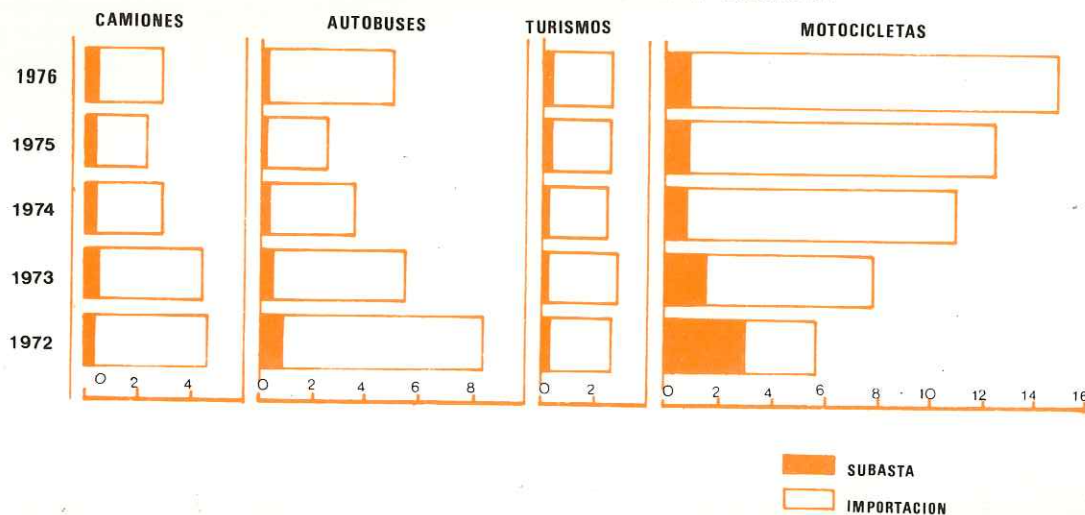 CAMIONES AUTOBUSES TURISMOS MOTOCICLETAS
1976
1975
1974
1973
1972
0 2 4 0 2 4 6 8 0 2 0 2 4 6 8 10 12 14 16
SUBASTA
IMPORTACION